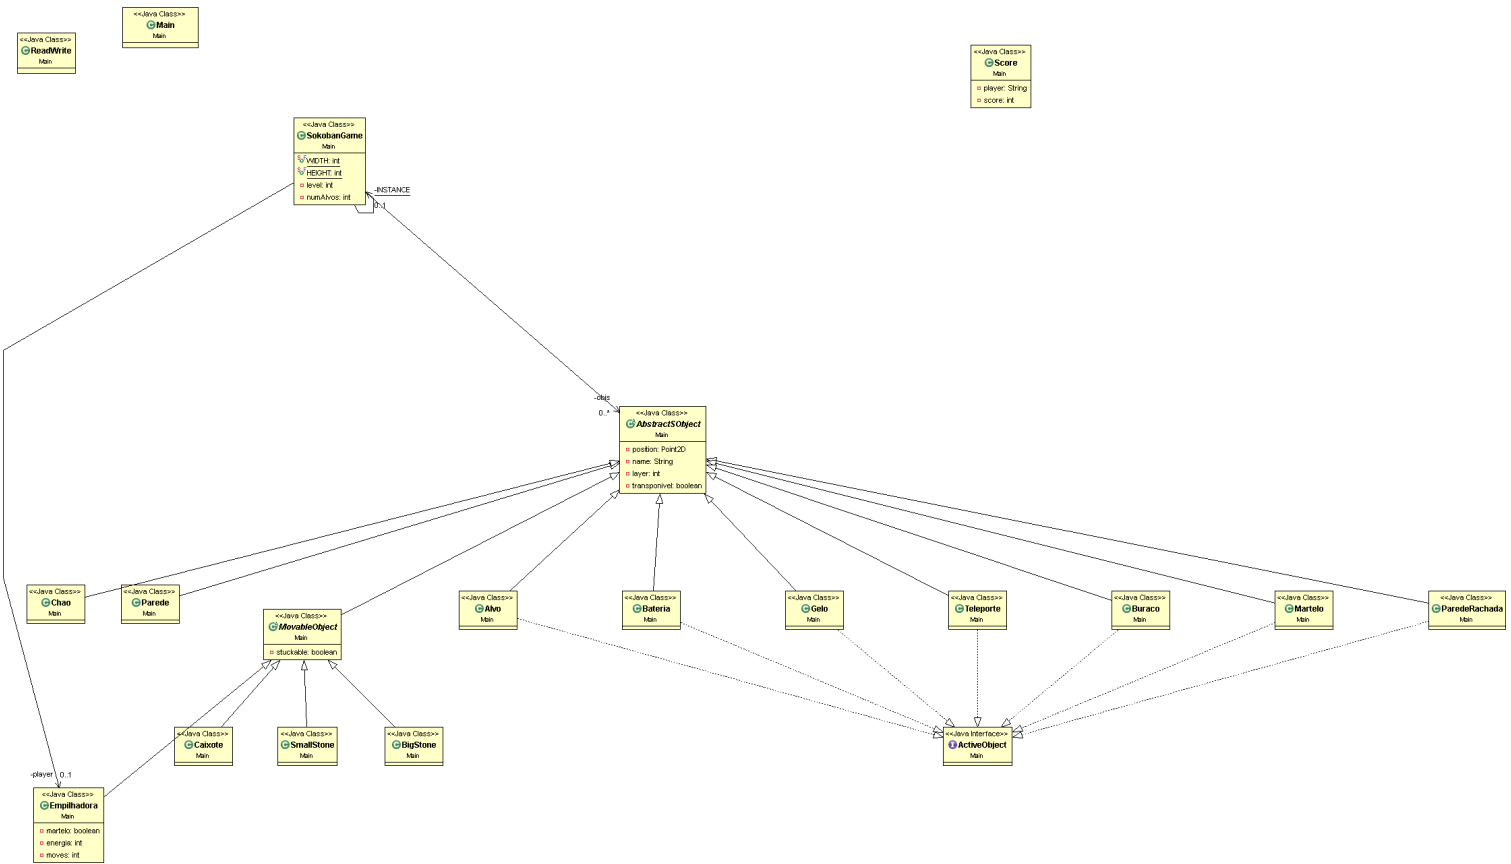 <<Java Class>>
Main
Main
<<Java Class>>
ReadWrite
Main
<<Java Class>>
Score
Main
player: String
score: int
<<Java Class>>
SokobanGame
Main
WIDTH: int
HEIGHT: int
level: int
numAlvos: int
-INSTANCE
0..1
-objs
0..*
<<Java Class>>
AbstractSObject
Main
position: Point2D
name: String
layer: int
transponivel: boolean
<<Java Class>>
Chao
Main
<<Java Class>>
Parede
Main
<<Java Class>>
MovableObject
Main
stuckable: boolean
<<Java Class>>
Alvo
Main
<<Java Class>>
Bateria
Main
<<Java Class>>
Gelo
Main
<<Java Class>>
Teleporte
Main
<<Java Class>>
Buraco
Main
<<Java Class>>
Martelo
Main
<<Java Class>>
ParedeRachada
Main
<<Java Class>>
Caixote
Main
<<Java Class>>
SmallStone
Main
<<Java Class>>
BigStone
Main
<<Java Interface>>
ActiveObject
Main
-player 0..1
<<Java Class>>
Empilhadora
Main
martelo: boolean
energia: int
moves: int